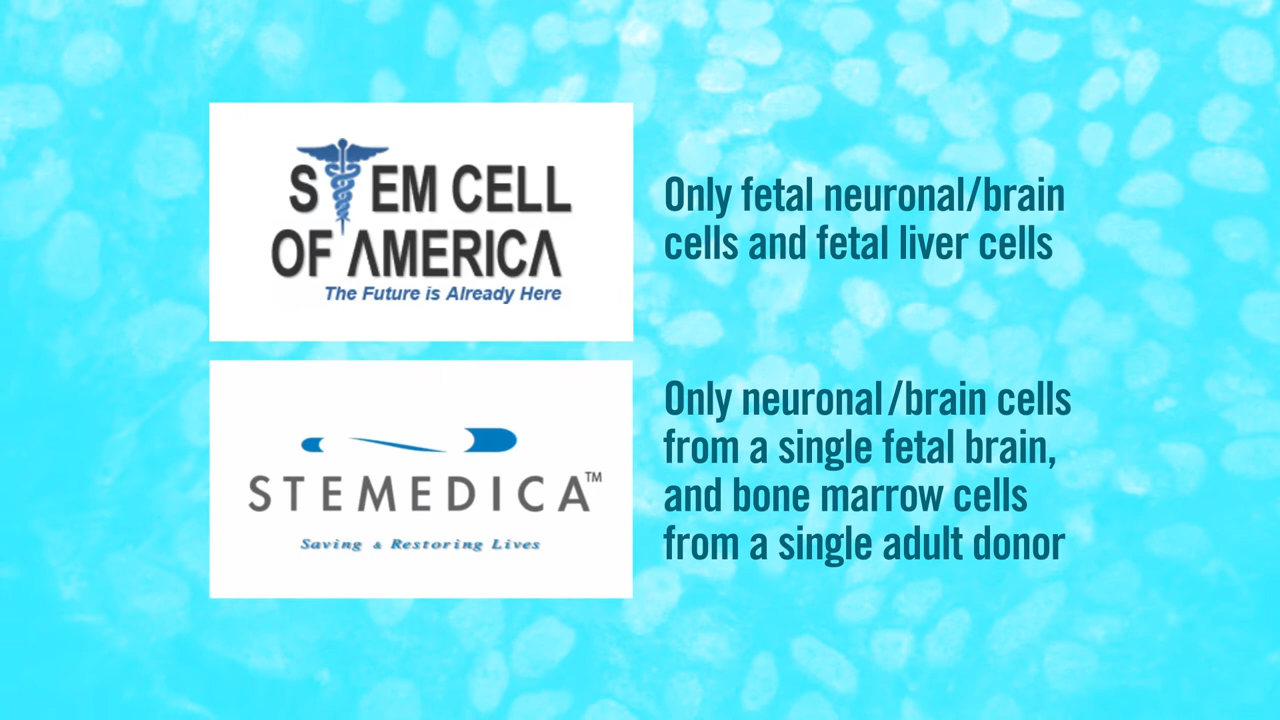 STEM CELL
OF AMERICA
The Future is Already Here
Only fetal neuronal/brain
cells and fetal liver cells
STEMEDICA™
Saving & Restoring Lives
Only neuronal/brain cells
from a single fetal brain,
and bone marrow cells
from a single adult donor